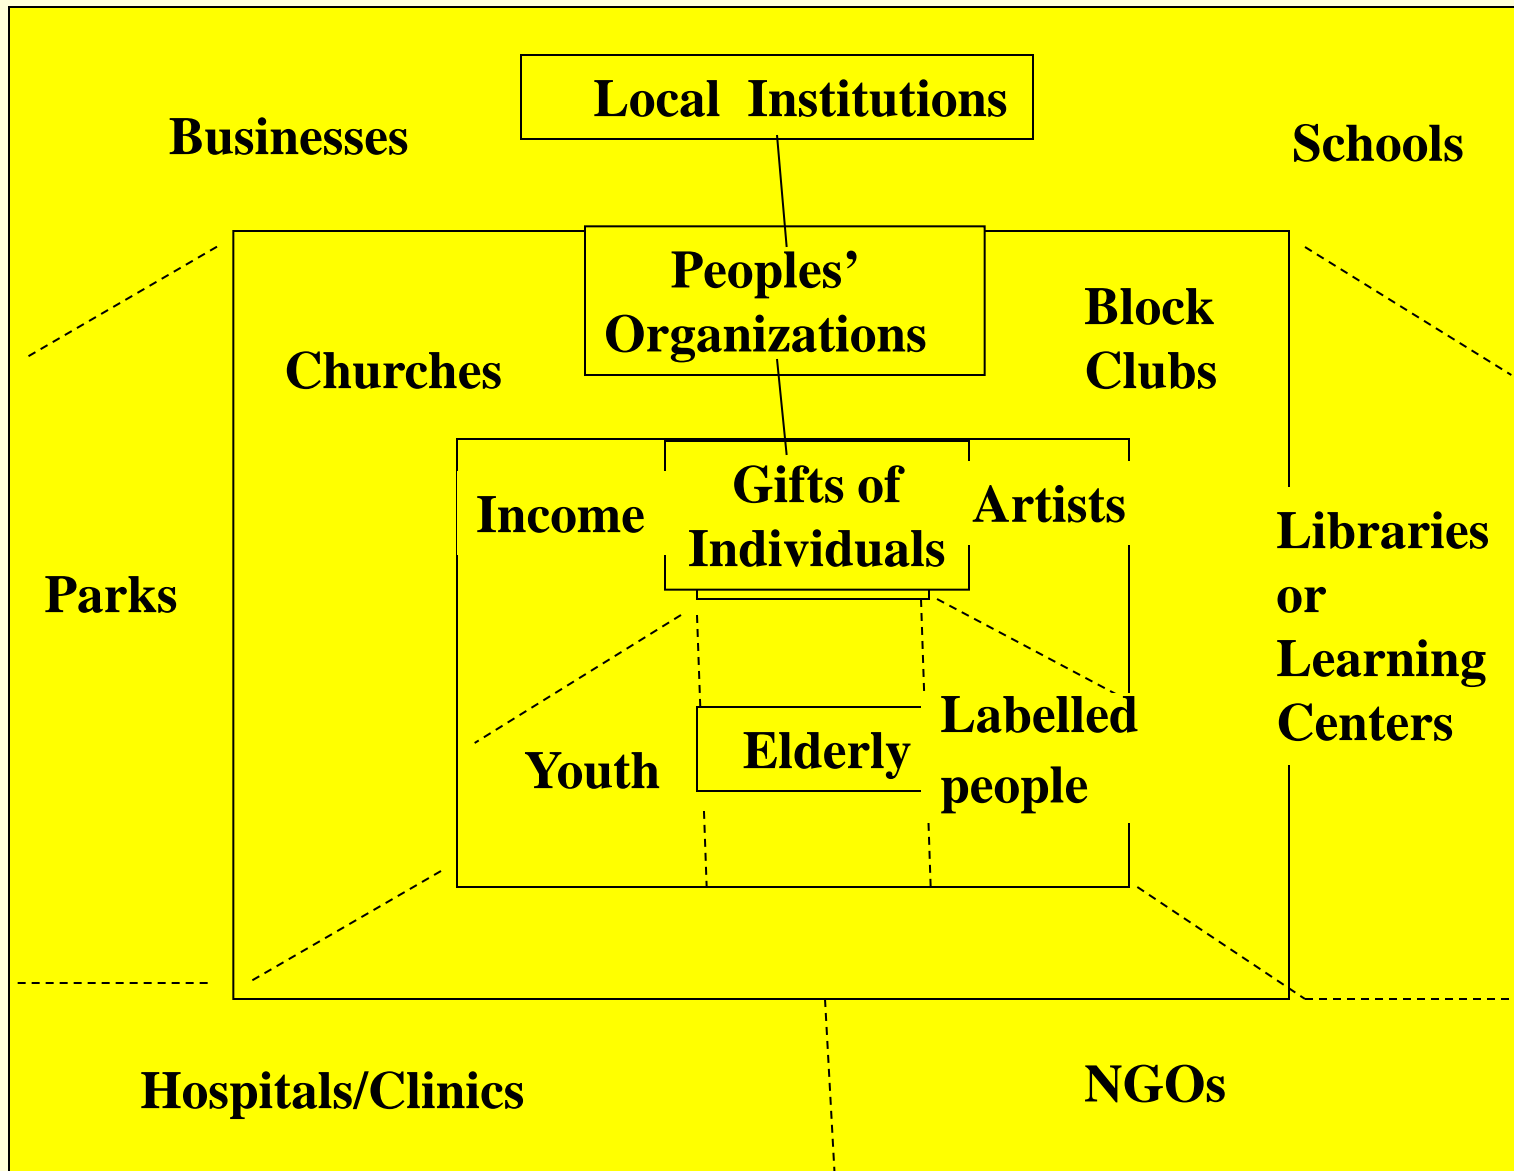 Local Institutions
Businesses
Schools
Peoples’
Organizations
Block
Clubs
Churches
Gifts of
Individuals
Income
Artists
Libraries
or
Learning
Centers
Parks
Youth
Elderly
Labelled
people
Hospitals/Clinics
NGOs